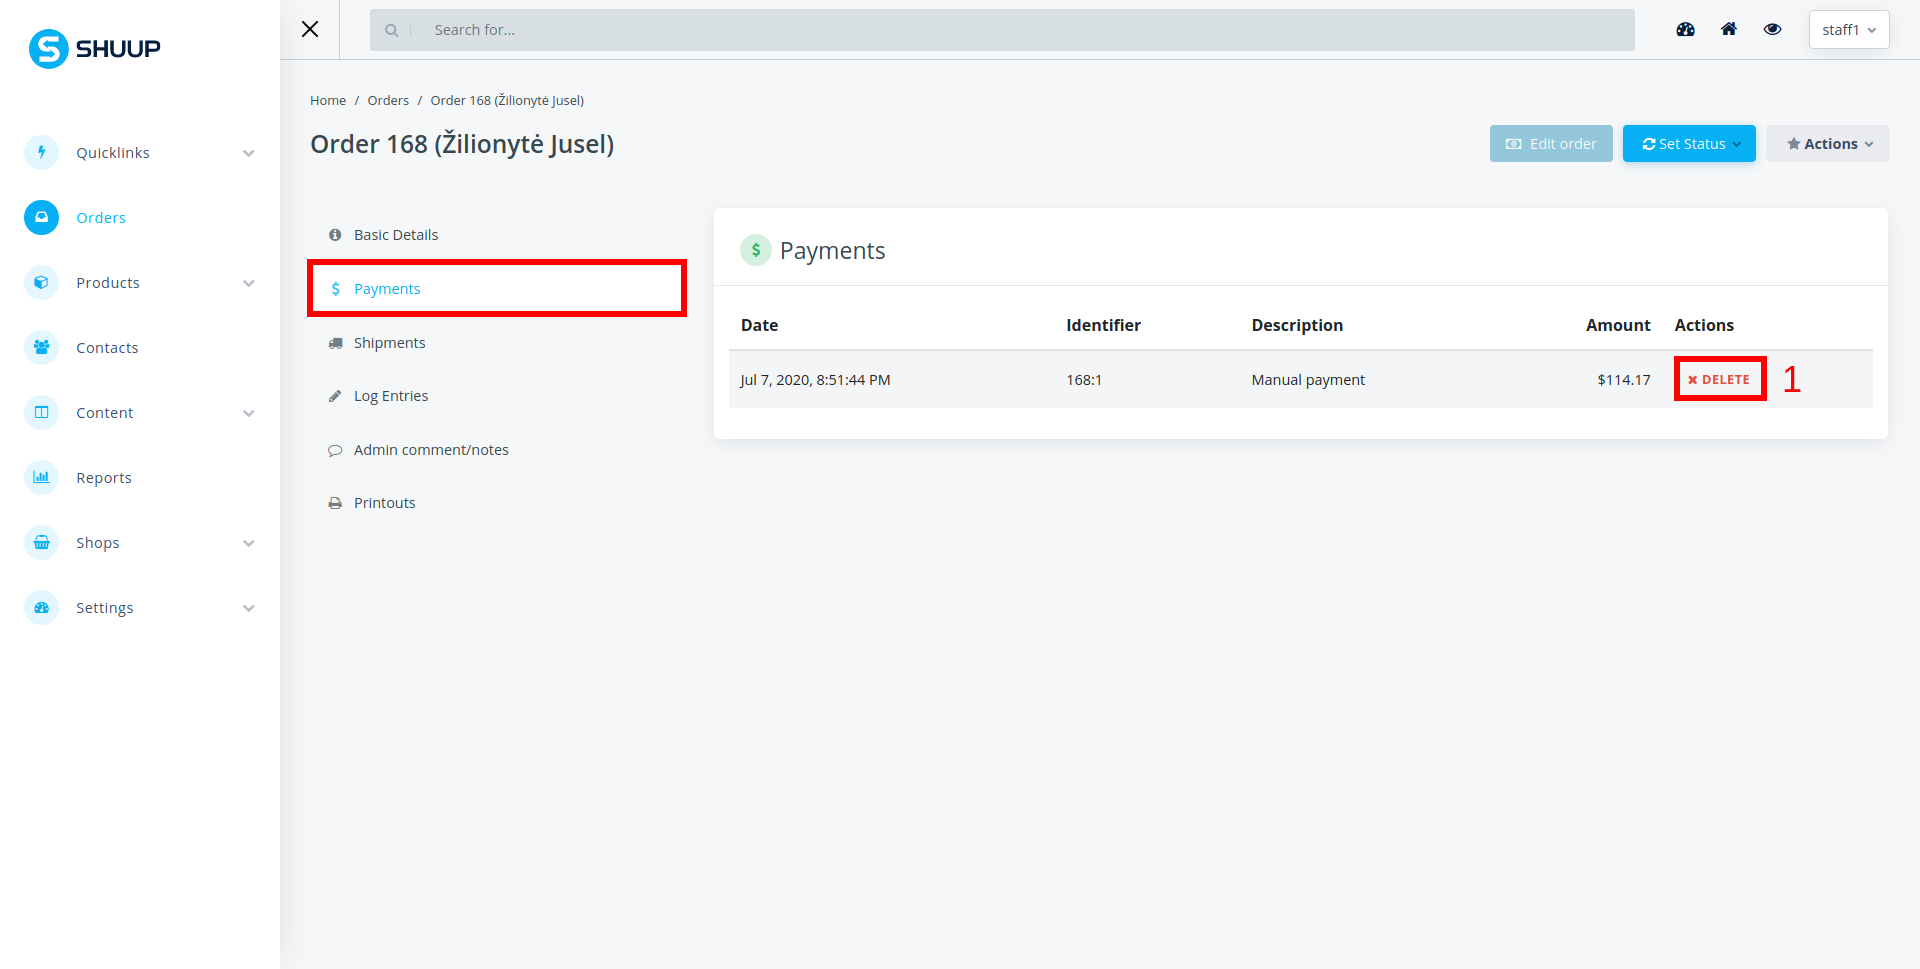 SHUUP
Search for...
staff1
Home / Orders / Order 168 (Žilionytė Jusel)
Order 168 (Žilionytė Jusel)
Edit order
Set Status
Actions
Quicklinks
Orders
Products
Contacts
Content
Reports
Shops
Settings
Basic Details
Payments
Shipments
Log Entries
Admin comment/notes
Printouts
Payments
Date Identifier Description Amount Actions
Jul 7, 2020, 8:51:44 PM 168:1 Manual payment $114.17 DELETE 1